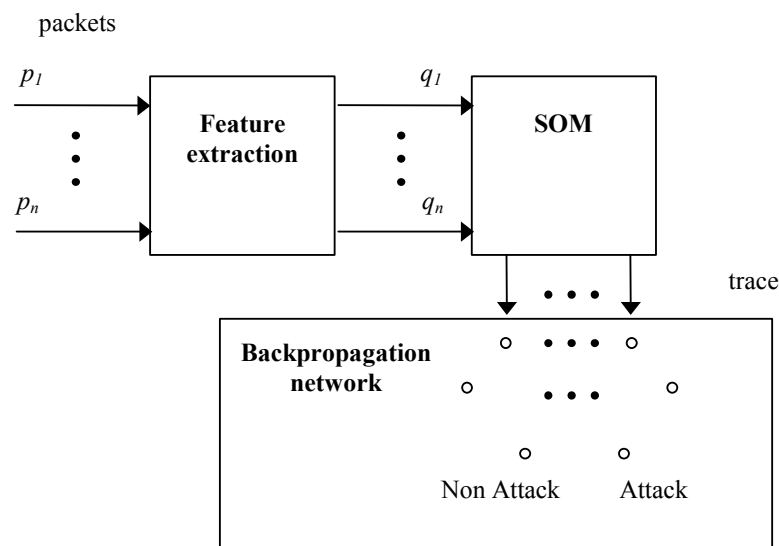 packets
p1
q1
Feature
extraction
SOM
pn
qn
trace
Backpropagation
network
Non Attack
Attack